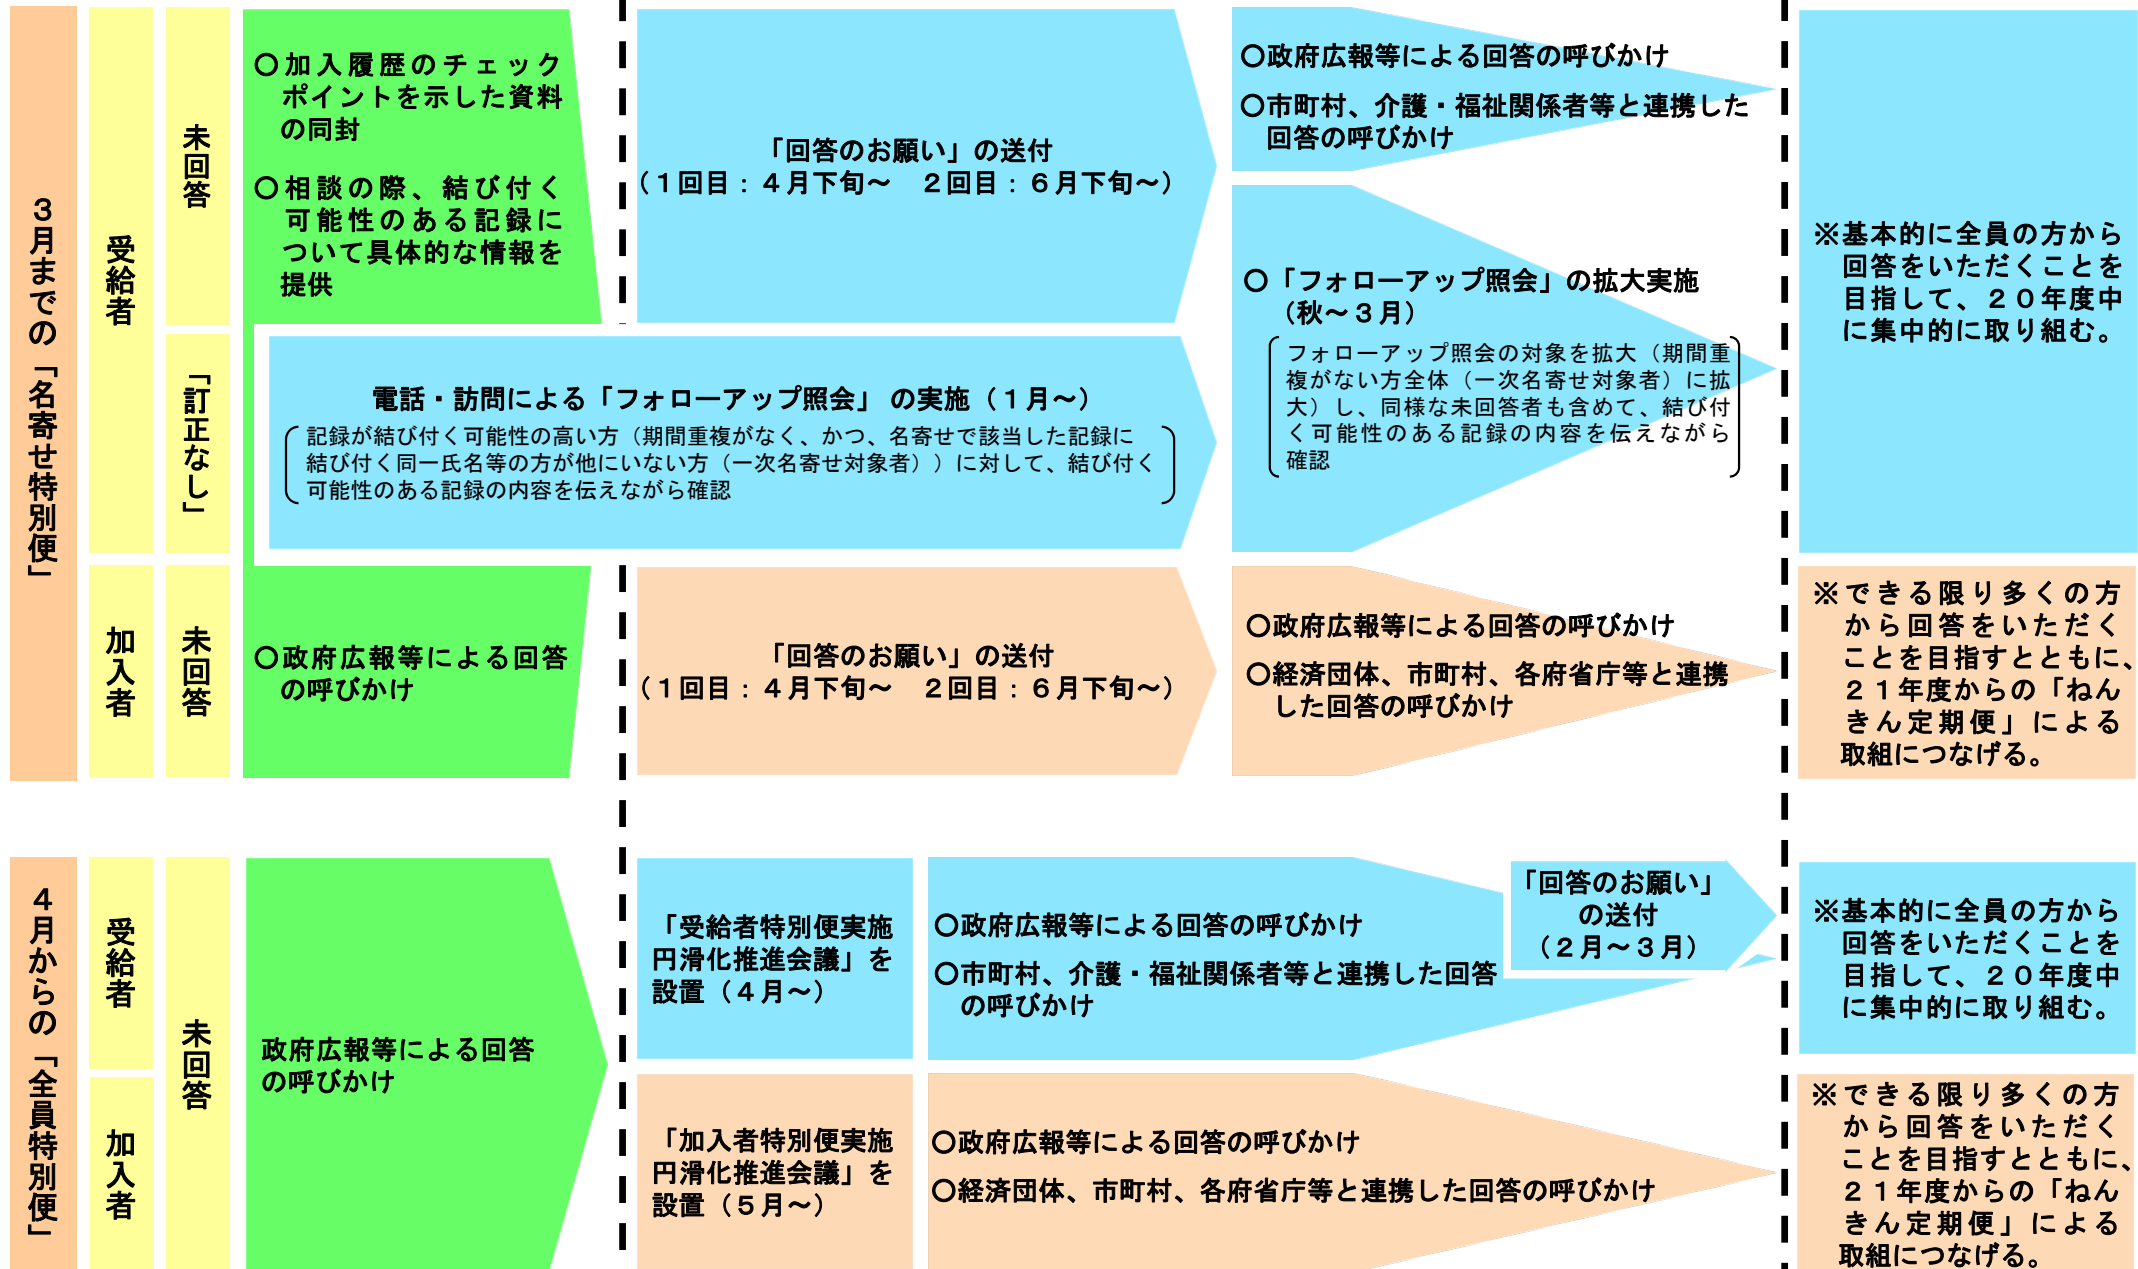 ３月までの「名寄せ特別便」
受給者
未回答
〇加入履歴のチェック
ポイントを示した資料
の同封
〇相談の際、結び付く
可能性のある記録に
ついて具体的な情報を
提供
「回答のお願い」の送付
（１回目：４月下旬～　２回目：６月下旬～）
〇政府広報等による回答の呼びかけ
〇市町村、介護・福祉関係者等と連携した
回答の呼びかけ
〇「フォローアップ照会」の拡大実施
（秋～３月）
フォローアップ照会の対象を拡大（期間重
複がない方全体（一次名寄せ対象者）に拡
大）し、同様な未回答者も含めて、結び付
く可能性のある記録の内容を伝えながら
確認
※基本的に全員の方から
回答をいただくことを
目指して、２０年度中
に集中的に取り組む。
「訂正なし」
電話・訪問による「フォローアップ照会」の実施（１月～）
記録が結び付く可能性の高い方（期間重複がなく、かつ、名寄せで該当した記録に
結び付く同一氏名等の方が他にいない方（一次名寄せ対象者））に対して、結び付く
可能性のある記録の内容を伝えながら確認
加入者
未回答
〇政府広報等による回答
の呼びかけ
「回答のお願い」の送付
（１回目：４月下旬～　２回目：６月下旬～）
〇政府広報等による回答の呼びかけ
〇経済団体、市町村、各府省庁等と連携
した回答の呼びかけ
※できる限り多くの方
から回答をいただく
ことを目指すとともに、
２１年度からの「ねん
きん定期便」による
取組につなげる。
４月からの「全員特別便」
受給者
加入者
未回答
政府広報等による回答
の呼びかけ
「受給者特別便実施
円滑化推進会議」を
設置（４月～）
〇政府広報等による回答の呼びかけ
〇市町村、介護・福祉関係者等と連携した回答
の呼びかけ
「回答のお願い」
の送付
（２月～３月）
※基本的に全員の方から
回答をいただくことを
目指して、２０年度中
に集中的に取り組む。
「加入者特別便実施
円滑化推進会議」を
設置（５月～）
〇政府広報等による回答の呼びかけ
〇経済団体、市町村、各府省庁等と連携した回答の呼びかけ
※できる限り多くの方
から回答をいただく
ことを目指すとともに、
２１年度からの「ねん
きん定期便」による
取組につなげる。